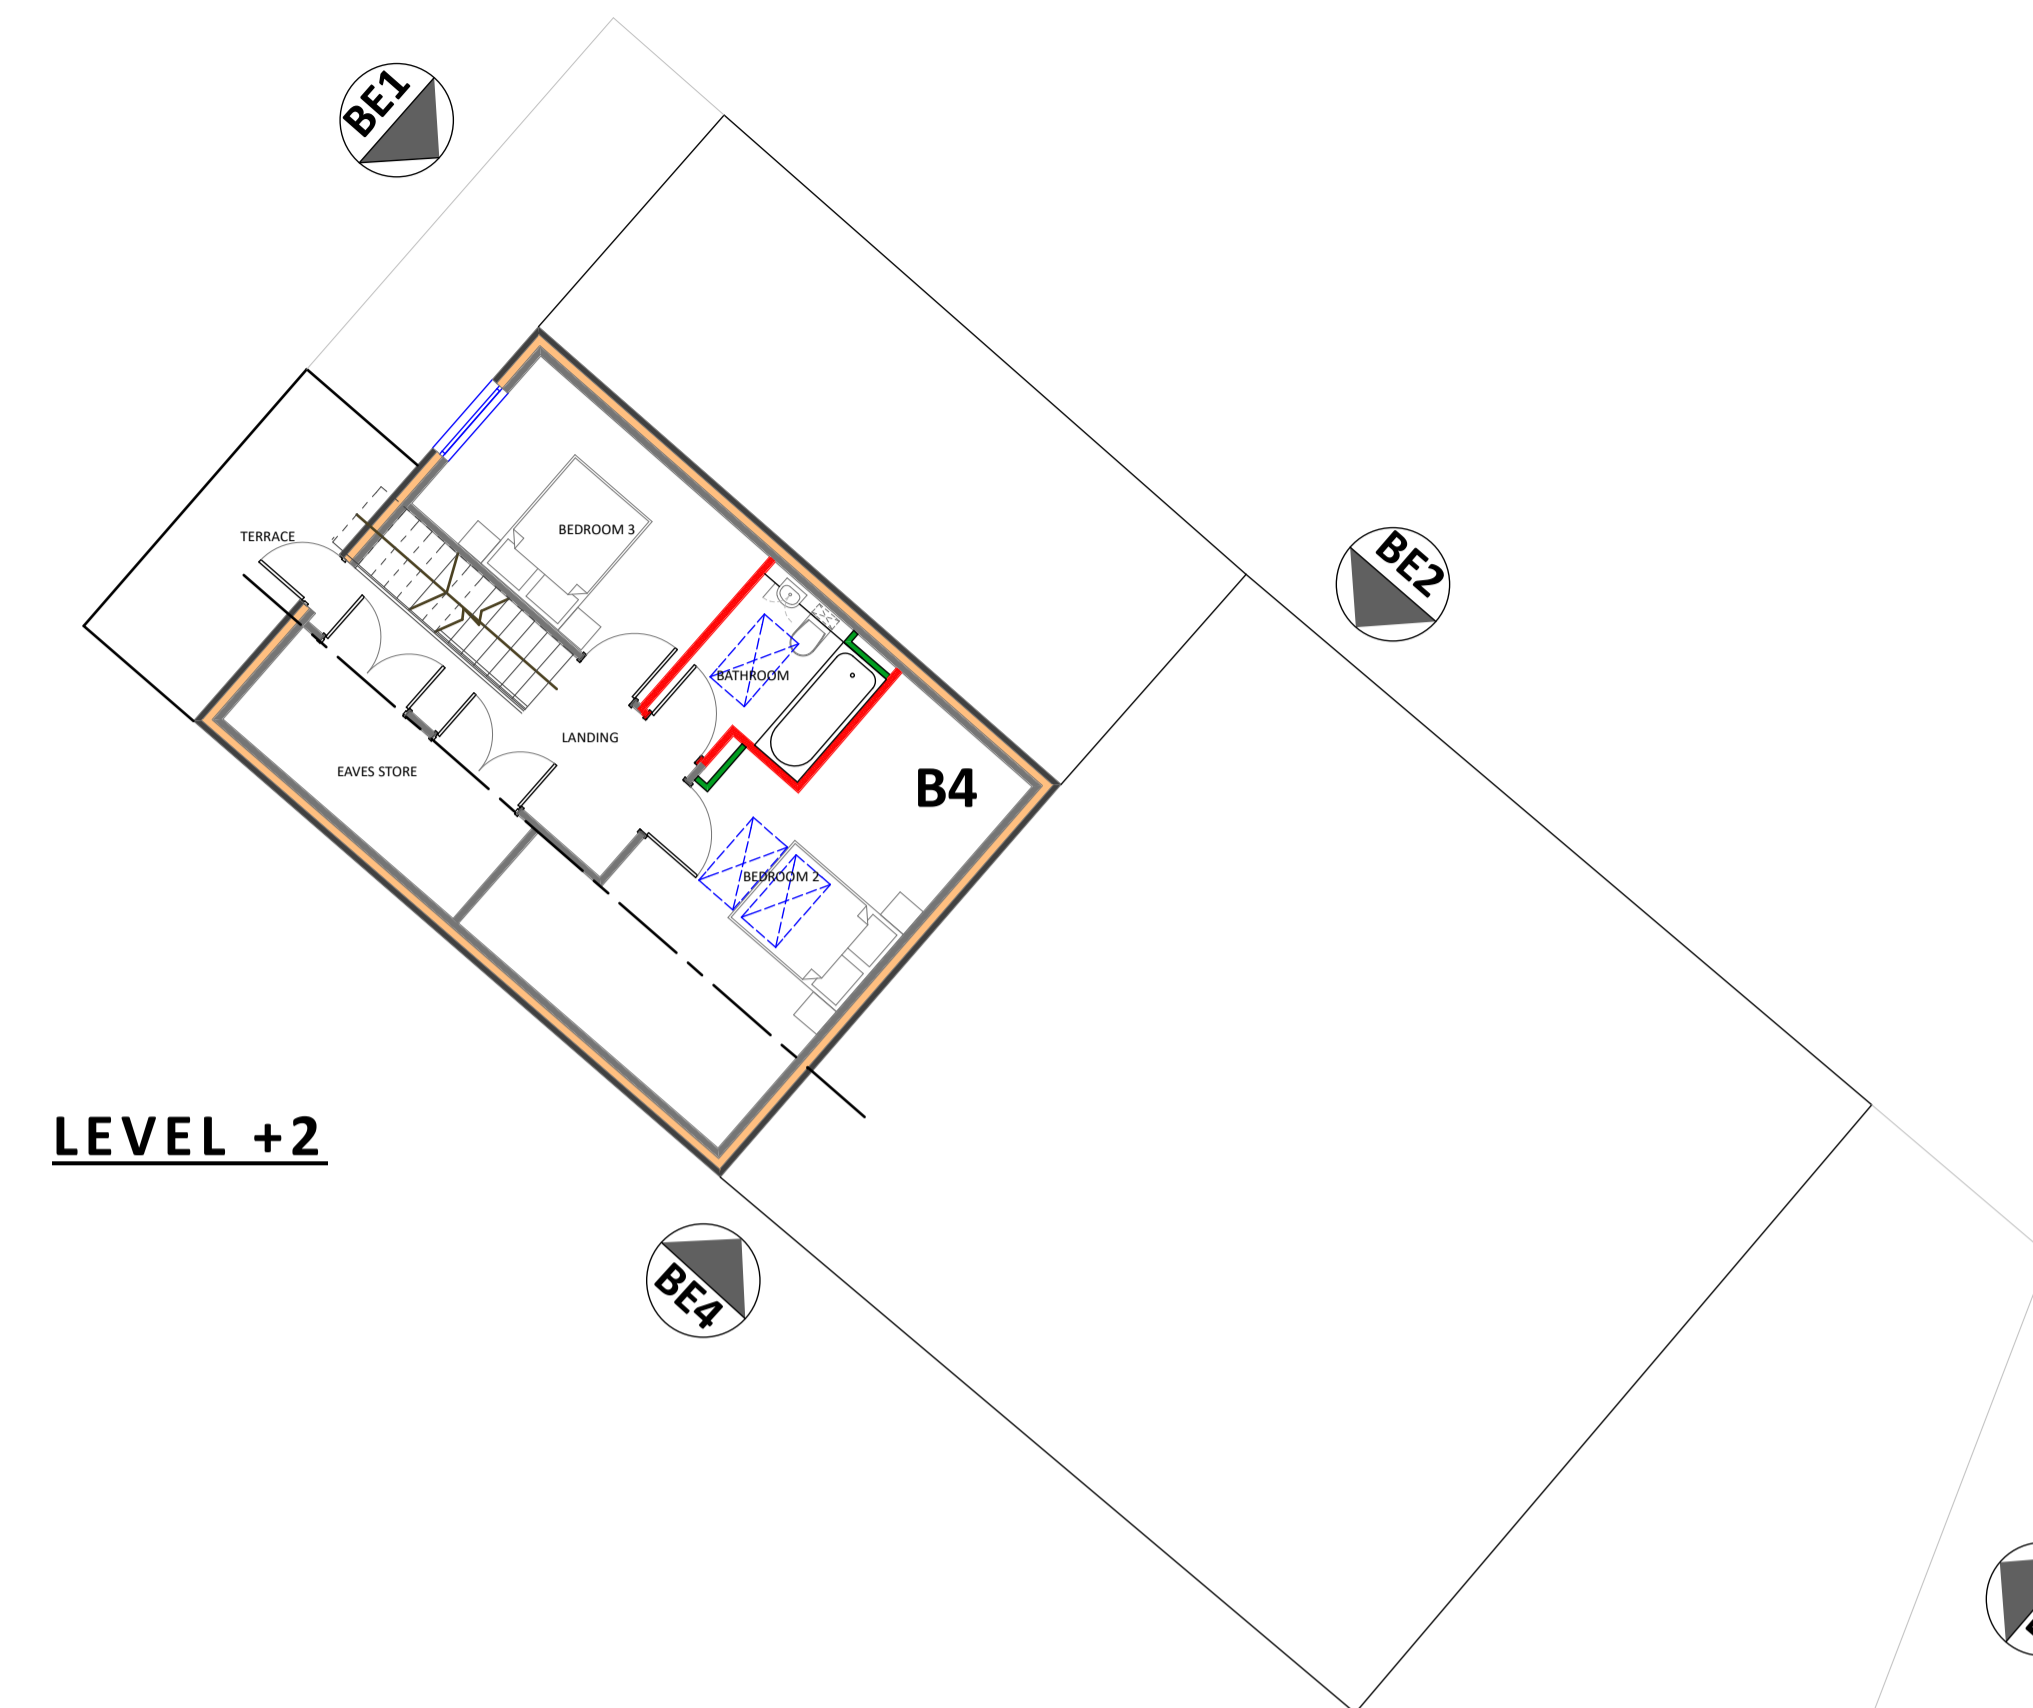 BE1
BE2
BEDROOM 3
TERRACE
BATHROOM
LANDING
EAVES STORE
B4
BEDROOM 2
LEVEL +2
BE4